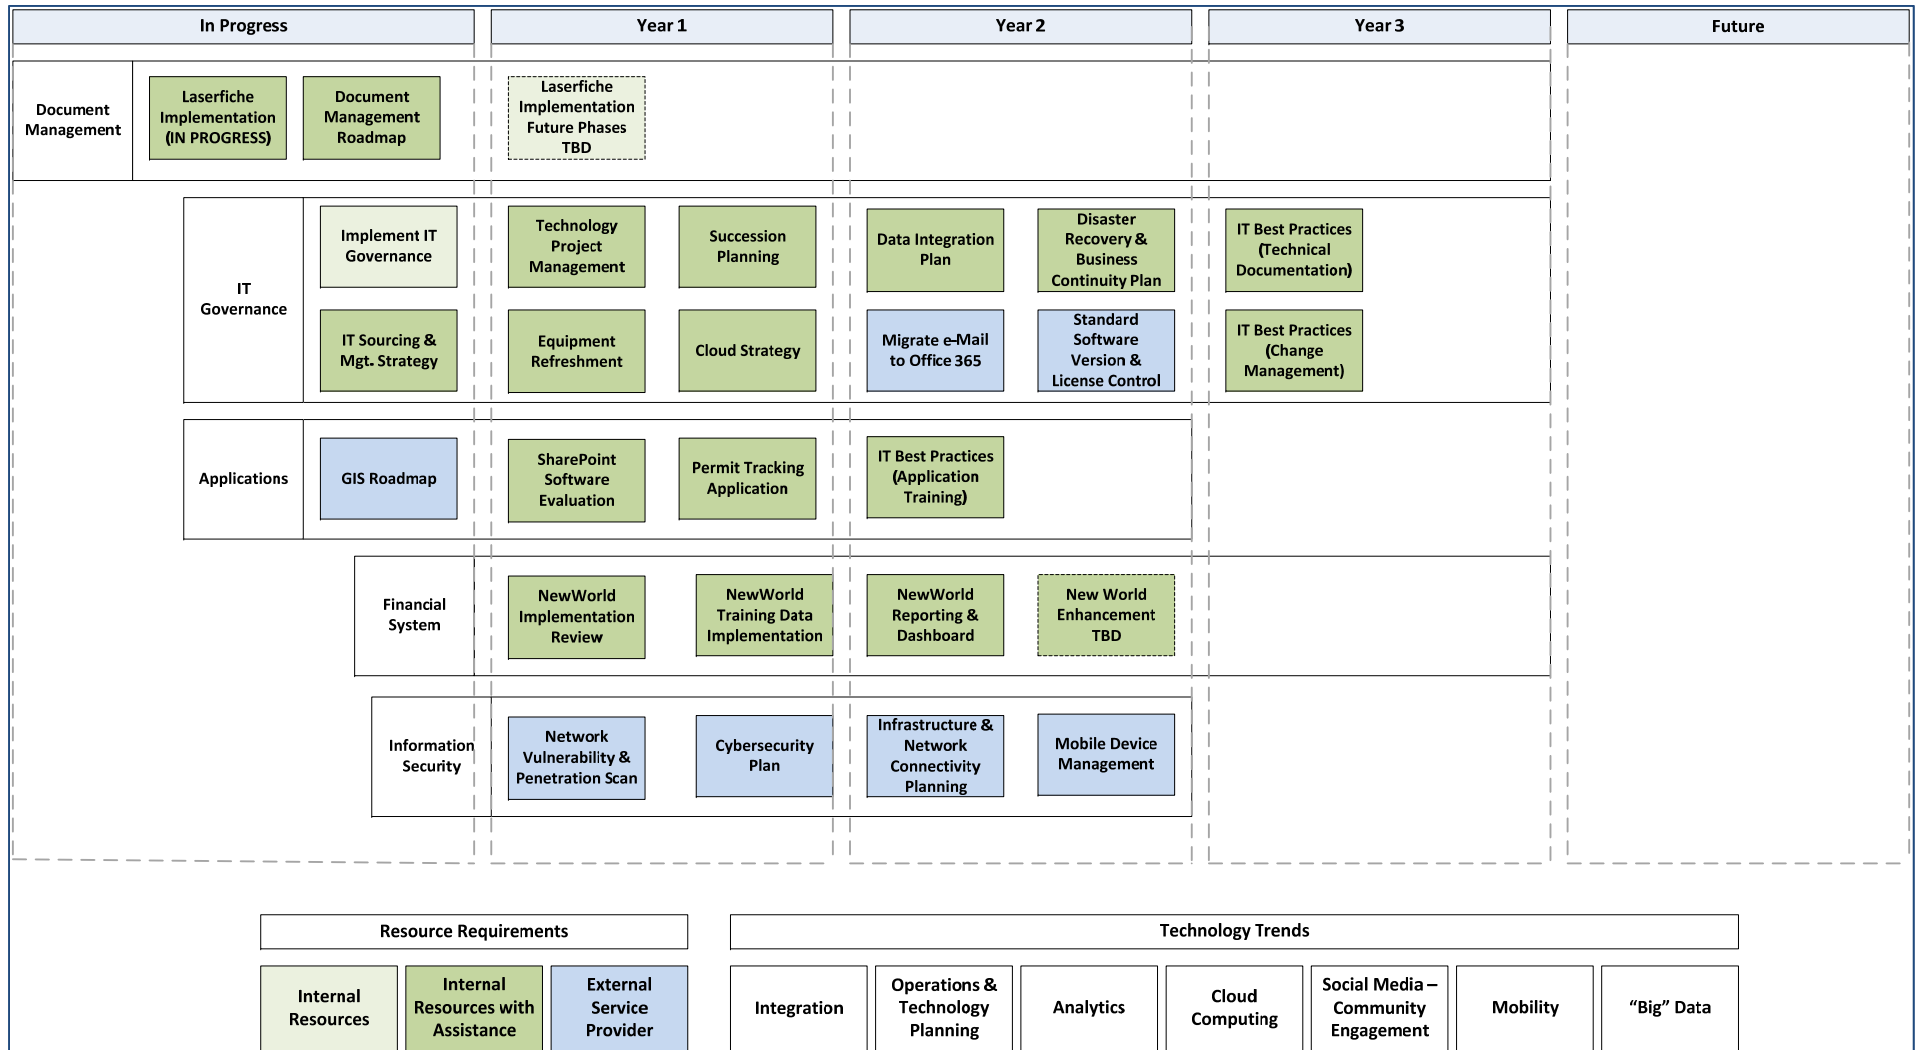 In Progress
Year 1
Year 2
Year 3
Future
Document
Management
Laserfiche
Implementation
(IN PROGRESS)
Document
Management
Roadmap
Laserfiche
Implementation
Future Phases
TBD
IT
Governance
Implement IT
Governance
Technology
Project
Management
Succession
Planning
Data Integration
Plan
Disaster
Recovery &
Business
Continuity Plan
IT Best Practices
(Technical
Documentation)
IT Sourcing &
Mgt. Strategy
Equipment
Refreshment
Cloud Strategy
Migrate e-Mail
to Office 365
Standard
Software
Version &
License Control
IT Best Practices
(Change
Management)
Applications
GIS Roadmap
SharePoint
Software
Evaluation
Permit Tracking
Application
IT Best Practices
(Application
Training)
Financial
System
NewWorld
Implementation
Review
NewWorld
Training Data
Implementation
NewWorld
Reporting &
Dashboard
New World
Enhancement
TBD
Information
Security
Network
Vulnerability &
Penetration Scan
Cybersecurity
Plan
Infrastructure &
Network
Connectivity
Planning
Mobile Device
Management
Resource Requirements
Internal
Resources
Internal
Resources with
Assistance
External
Service
Provider
Technology Trends
Integration
Operations &
Technology
Planning
Analytics
Cloud
Computing
Social Media –
Community
Engagement
Mobility
“Big” Data